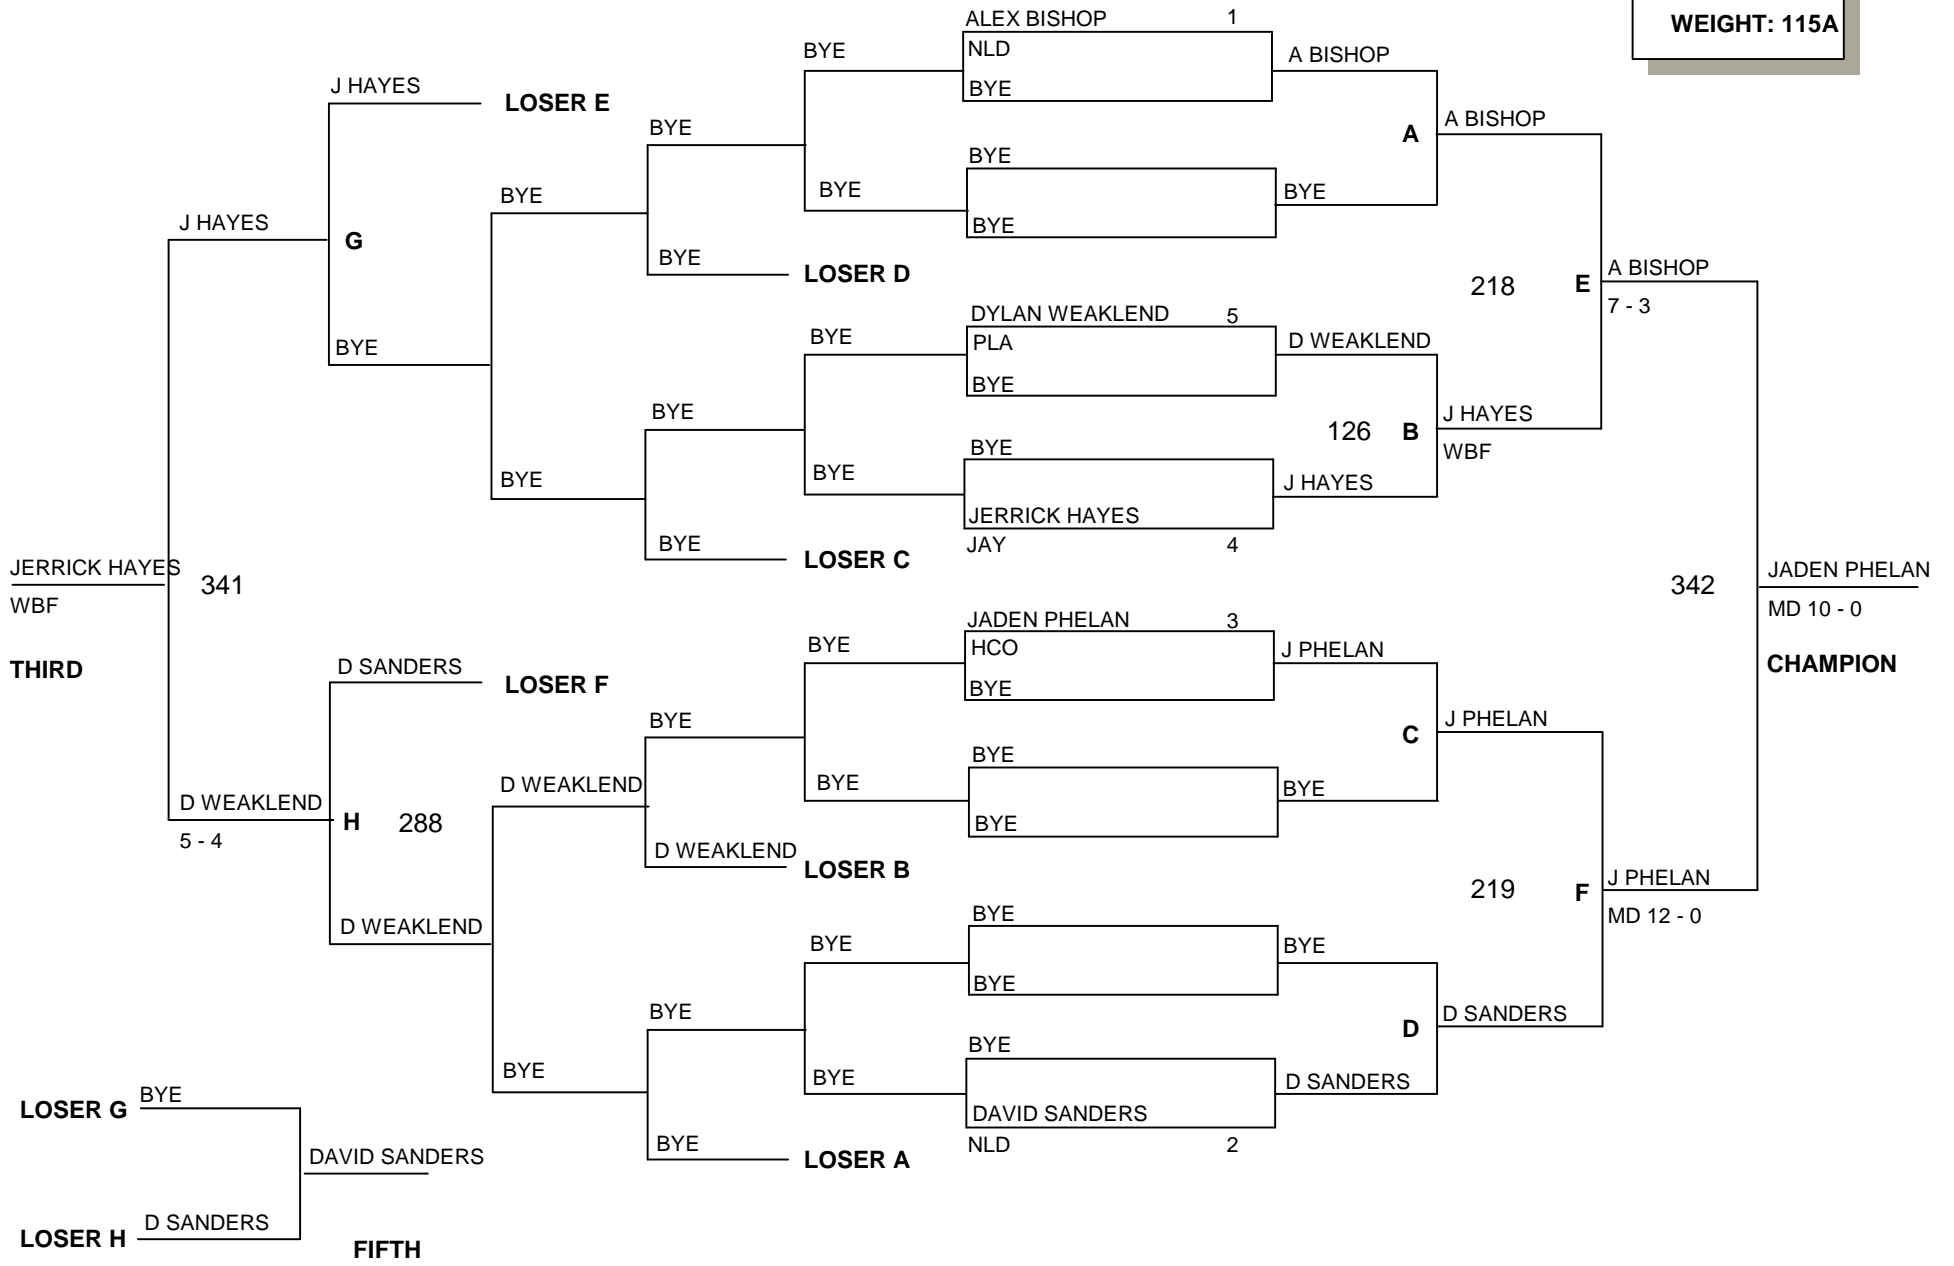 WEIGHT: 115A
ALEX BISHOP 1
NLD
BYE
BYE
A BISHOP
J HAYES
LOSER E
BYE
A
A BISHOP
BYE
BYE
BYE
BYE
BYE
BYE
J HAYES
G
BYE
LOSER D
218
E
A BISHOP
7 - 3
DYLAN WEAKLEND 5
PLA
BYE
BYE
D WEAKLEND
BYE
BYE
126
B
J HAYES
WBF
BYE
BYE
BYE
J HAYES
JERRICK HAYES
JAY 4
BYE
LOSER C
JERRICK HAYES
WBF
341
THIRD
342
JADEN PHELAN
MD 10 - 0
CHAMPION
JADEN PHELAN 3
HCO
BYE
BYE
J PHELAN
D SANDERS
LOSER F
BYE
C
J PHELAN
BYE
BYE
BYE
BYE
D WEAKLEND
D WEAKLEND
5 - 4
H
288
D WEAKLEND
LOSER B
219
F
J PHELAN
MD 12 - 0
D WEAKLEND
BYE
BYE
BYE
BYE
BYE
D
D SANDERS
BYE
BYE
BYE
D SANDERS
DAVID SANDERS
NLD 2
BYE
LOSER A
LOSER G
BYE
DAVID SANDERS
LOSER H
D SANDERS
FIFTH